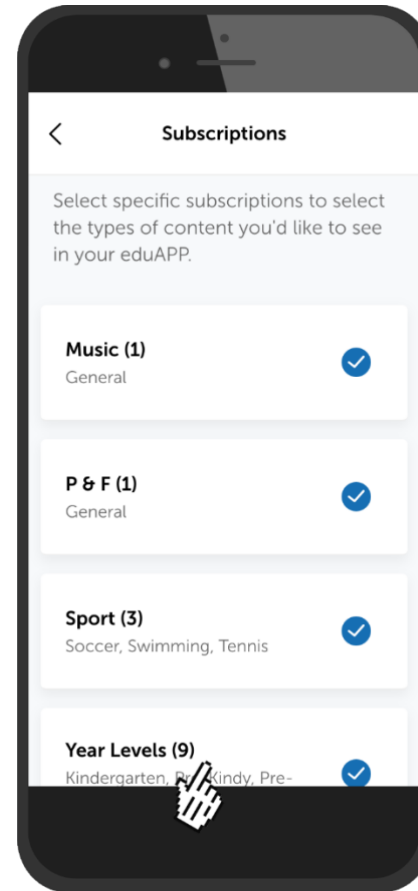 Subscriptions
Select specific subscriptions to select
the types of content you'd like to see
in your eduAPP.
Music (1)
General
P & F (1)
General
Sport (3)
Soccer, Swimming, Tennis
Year Levels (9)
Kindergarten, Kindy, Pre-